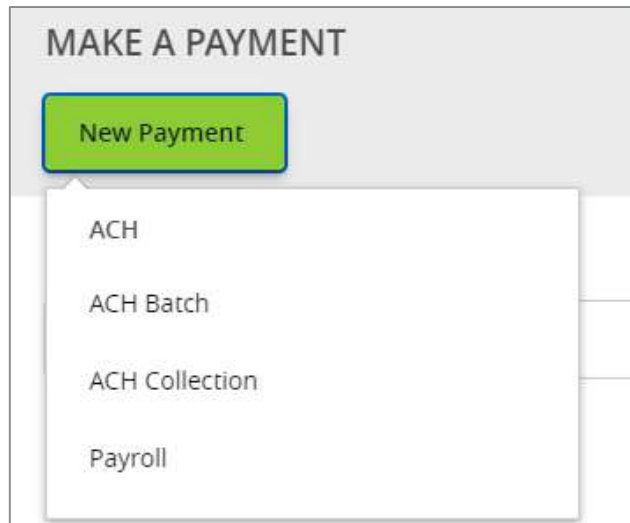 MAKE A PAYMENT
New Payment
ACH
ACH Batch
ACH Collection
Payroll